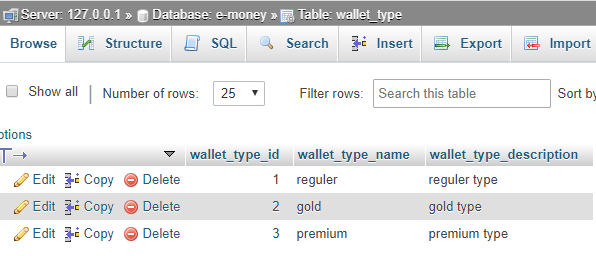 Server: 127.0.0.1 » Database: e-money » Table: wallet_type
Browse Structure SQL Search Insert Export Import
Show all Number of rows: 25 Filter rows: Search this table Sort by
ptions
wallet_type_id wallet_type_name wallet_type_description
Edit Copy Delete 1 reguler reguler type
Edit Copy Delete 2 gold gold type
Edit Copy Delete 3 premium premium type